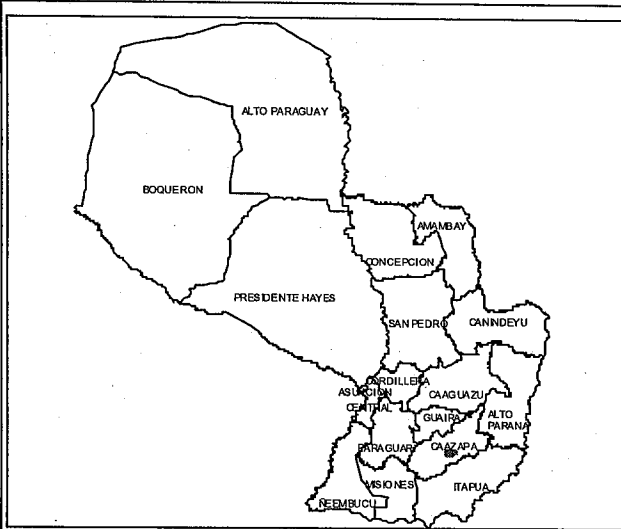 ALTO PARAGUAY
BOQUERON
AMAMBAY
CONCEPCION
PRESIDENTE HAYES
SAN PEDRO
CANINDEYU
CORDILLERA
ASUNCION
CAAGUAZU
CENTRAL
GUAIRA
ALTO
PARANA
PARAGUARI
CAAZAPA
MISIONES
ITAPUA
ÑEEMBUCU